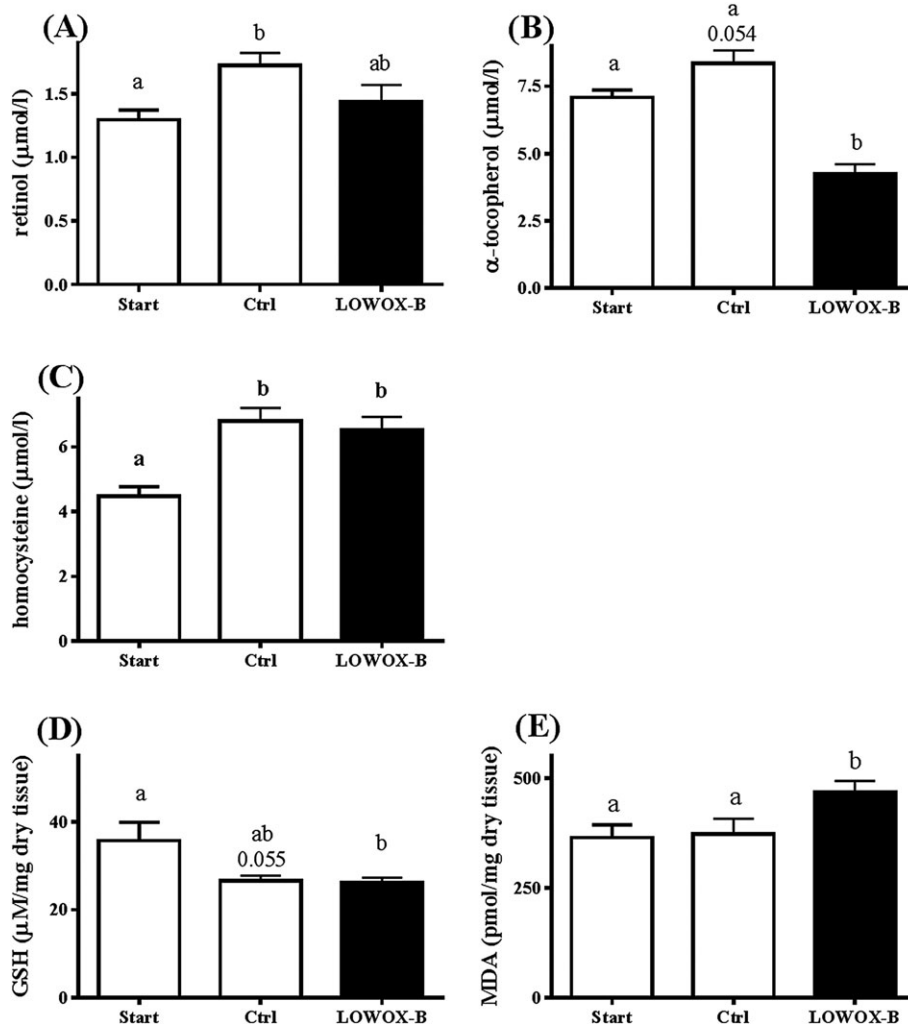 (A)
retinol (µmol/l)
1.5
1.0
0.5
0.0
a
b
ab
Start Ctrl LOWOX-B
(B)
α-tocopherol (µmol/l)
7.5
5.0
2.5
0.0
a
a
0.054
b
Start Ctrl LOWOX-B
(C)
homocysteine (µmol/l)
6
4
2
0
a
b
b
Start Ctrl LOWOX-B
(D)
GSH (µM/mg dry tissue)
40
20
0
a
ab
0.055
b
Start Ctrl LOWOX-B
(E)
MDA (pmol/mg dry tissue)
500
250
0
a
a
b
Start Ctrl LOWOX-B